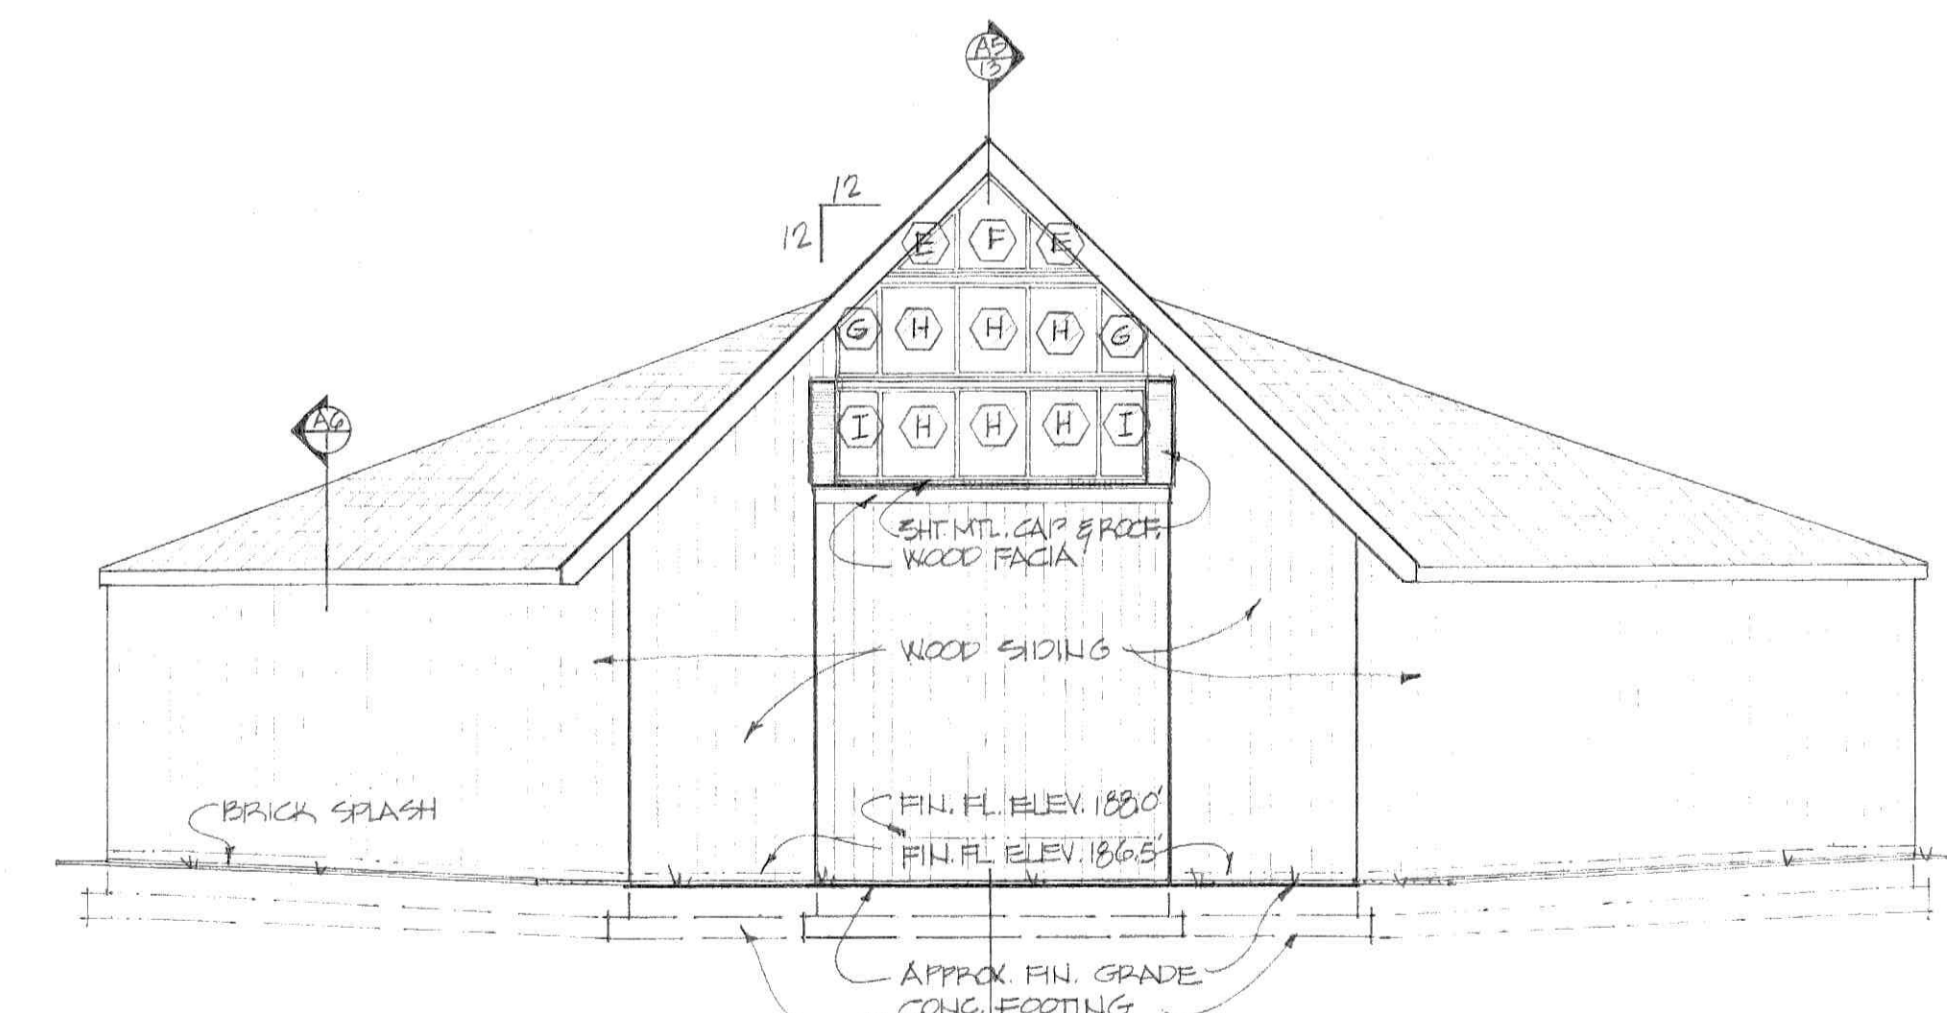 A5
13
12
12
E F E
G H H H G
A6
I H H H I
SHT. MTL. CAP & ROOF.
WOOD FACIA
WOOD SIDING
BRICK SPLASH
FIN. FL. ELEV. 188.0'
FIN. FL. ELEV. 186.5'
APPROX. FIN. GRADE
CONC. FOOTING